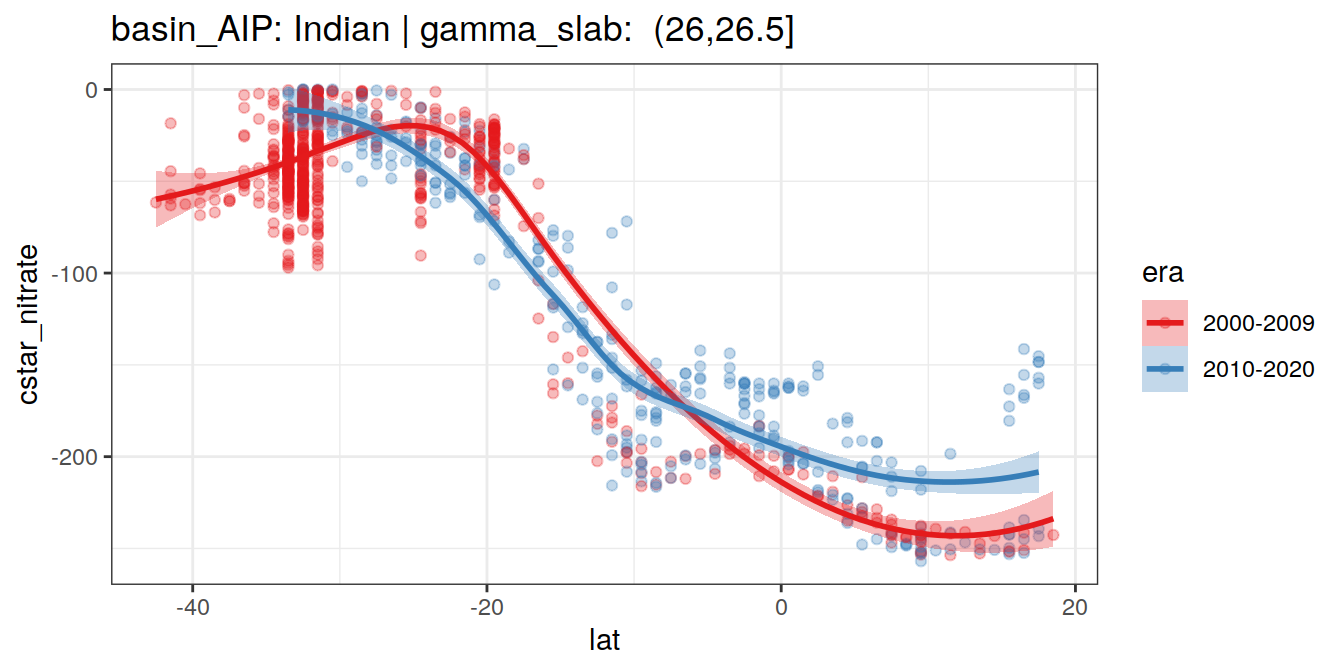 basin_AIP: Indian | gamma_slab:  (26,26.5]
0
-100
-200
cstar_nitrate
-40
-20
0
20
lat
era
2000-2009
2010-2020